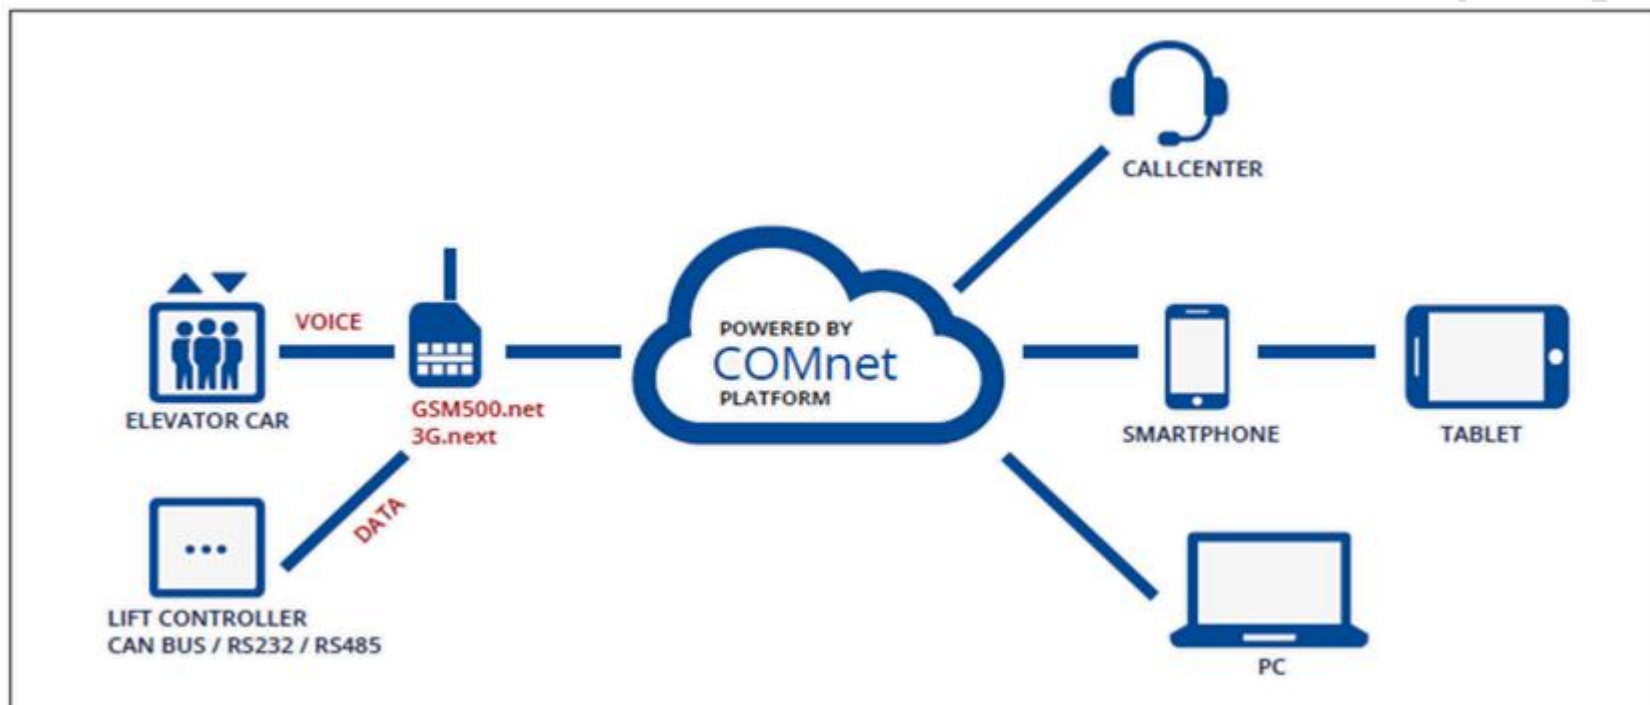 CALLCENTER
VOICE
ELEVATOR CAR
GSM500.net
3G.next
POWERED BY
COMnet
PLATFORM
SMARTPHONE
TABLET
DATA
LIFT CONTROLLER
CAN BUS / RS232 / RS485
PC